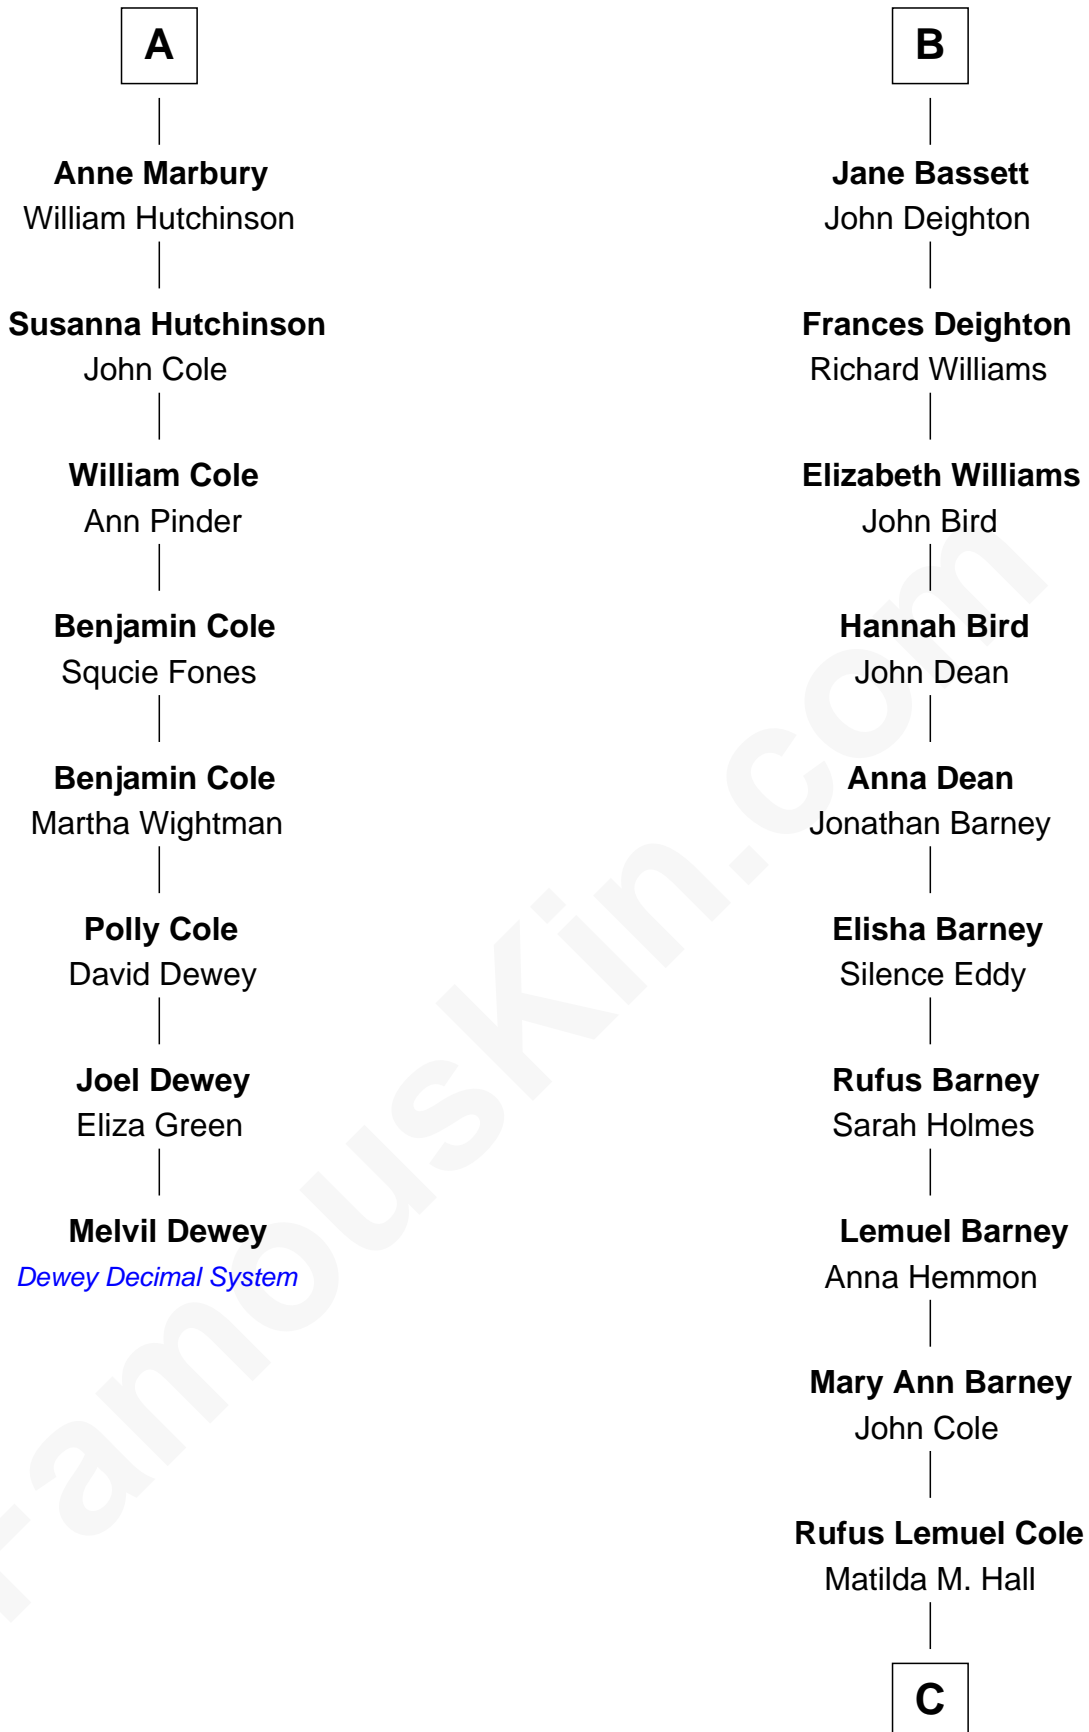 A
Anne Marbury
William Hutchinson
Susanna Hutchinson
John Cole
William Cole
Ann Pinder
Benjamin Cole
Squcie Fones
Benjamin Cole
Martha Wightman
Polly Cole
David Dewey
Joel Dewey
Eliza Green
Melvil Dewey
Dewey Decimal System
B
Jane Bassett
John Deighton
Frances Deighton
Richard Williams
Elizabeth Williams
John Bird
Hannah Bird
John Dean
Anna Dean
Jonathan Barney
Elisha Barney
Silence Eddy
Rufus Barney
Sarah Holmes
Lemuel Barney
Anna Hemmon
Mary Ann Barney
John Cole
Rufus Lemuel Cole
Matilda M. Hall
C
FamousKin.com